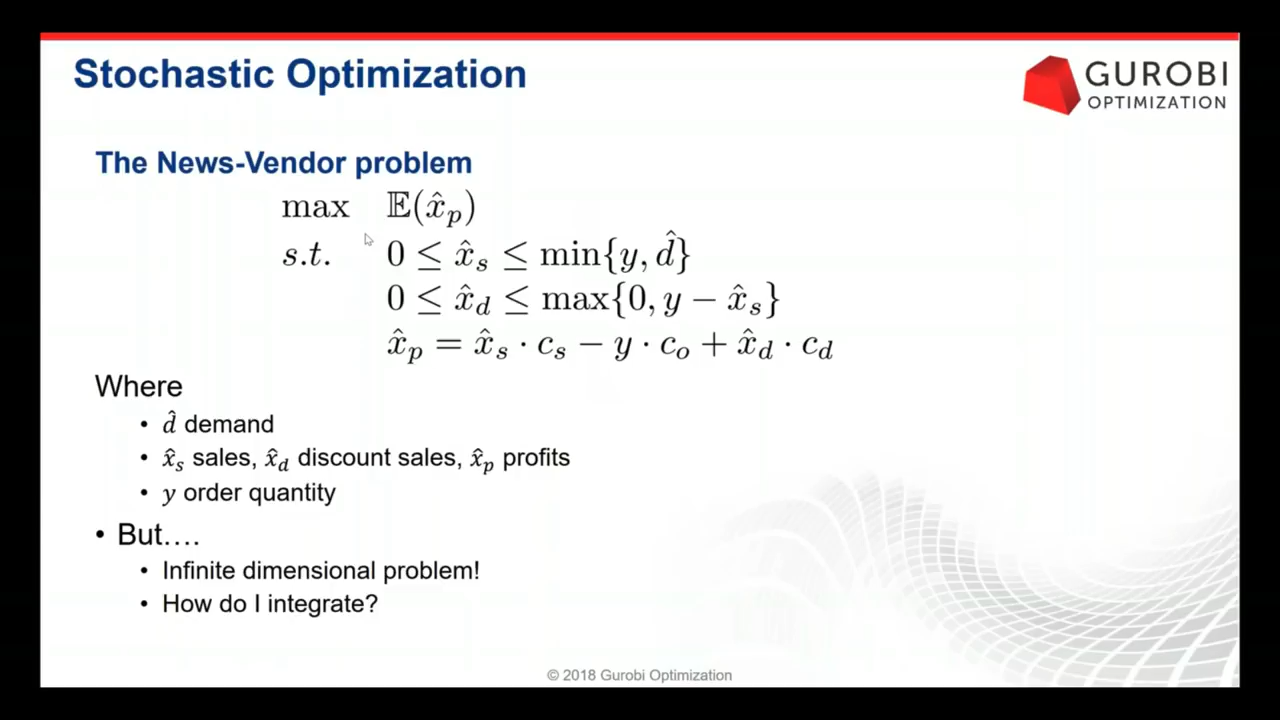 Stochastic Optimization
GUROBI
OPTIMIZATION
The News-Vendor problem
max 𝔼(x̂ₚ)
s.t. 0 ≤ x̂_s ≤ min{y, d̂}
0 ≤ x̂_d ≤ max{0, y − x̂_s}
x̂_p = x̂_s · c_s − y · c_o + x̂_d · c_d
Where
• d̂ demand
• x̂_s sales, x̂_d discount sales, x̂_p profits
• y order quantity
• But….
• Infinite dimensional problem!
• How do I integrate?
© 2018 Gurobi Optimization